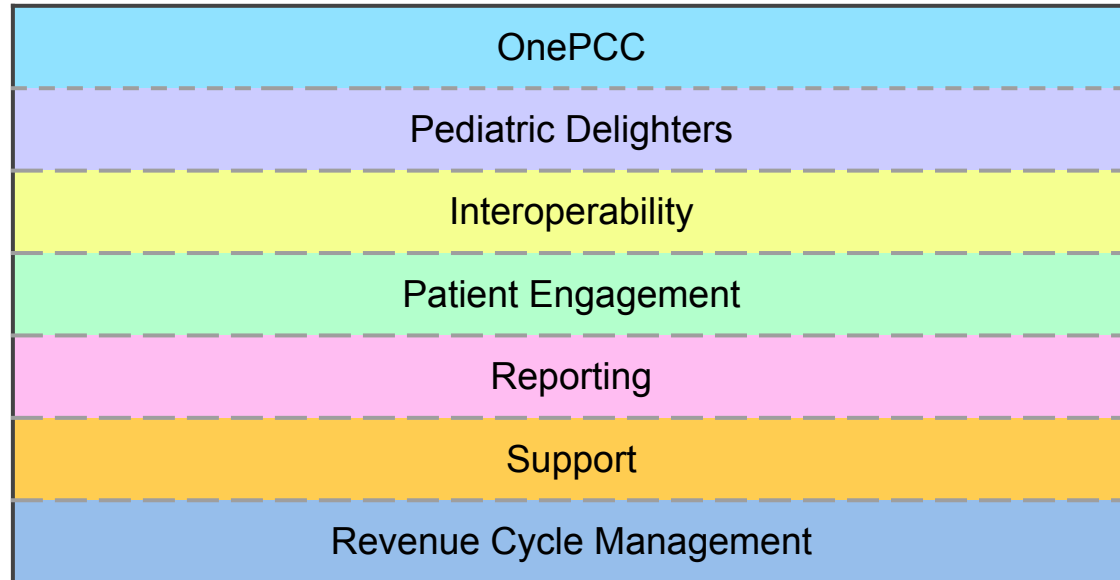 OnePCC
Pediatric Delighters
Interoperability
Patient Engagement
Reporting
Support
Revenue Cycle Management